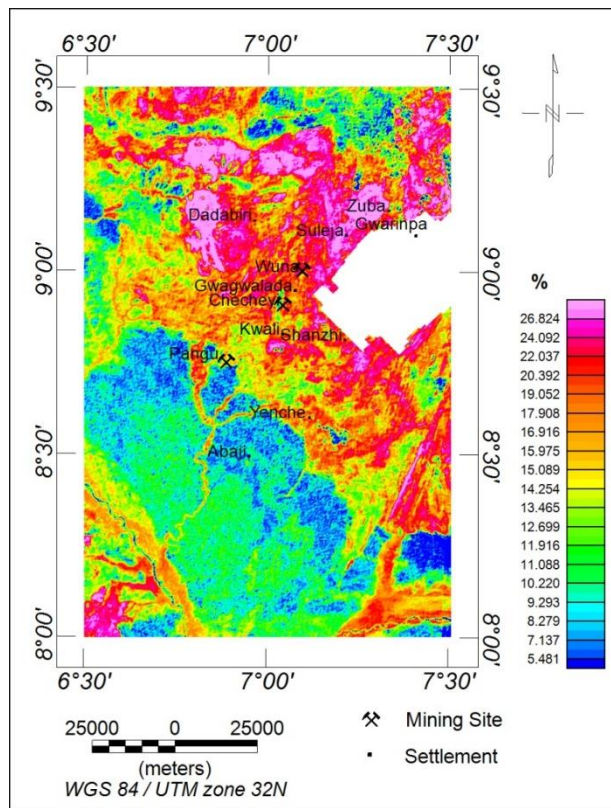 6°30' 7°00' 7°30'
9°30' 9°30'
Dadabiri
Zuba
Gwarinpa
Suleja
9°00' Wuna 9°00'
Gwagwalada
Checheyi
Kwali Shanzhi
Pangu
Yenche
8°30' Abaji 8°30'
8°00' 8°00'
6°30' 7°00' 7°30'
N
%
26.824
24.092
22.037
20.392
19.052
17.908
16.916
15.975
15.089
14.254
13.465
12.699
11.916
11.088
10.220
9.293
8.279
7.137
5.481
25000 0 25000
(meters)
WGS 84 / UTM zone 32N
Mining Site
Settlement